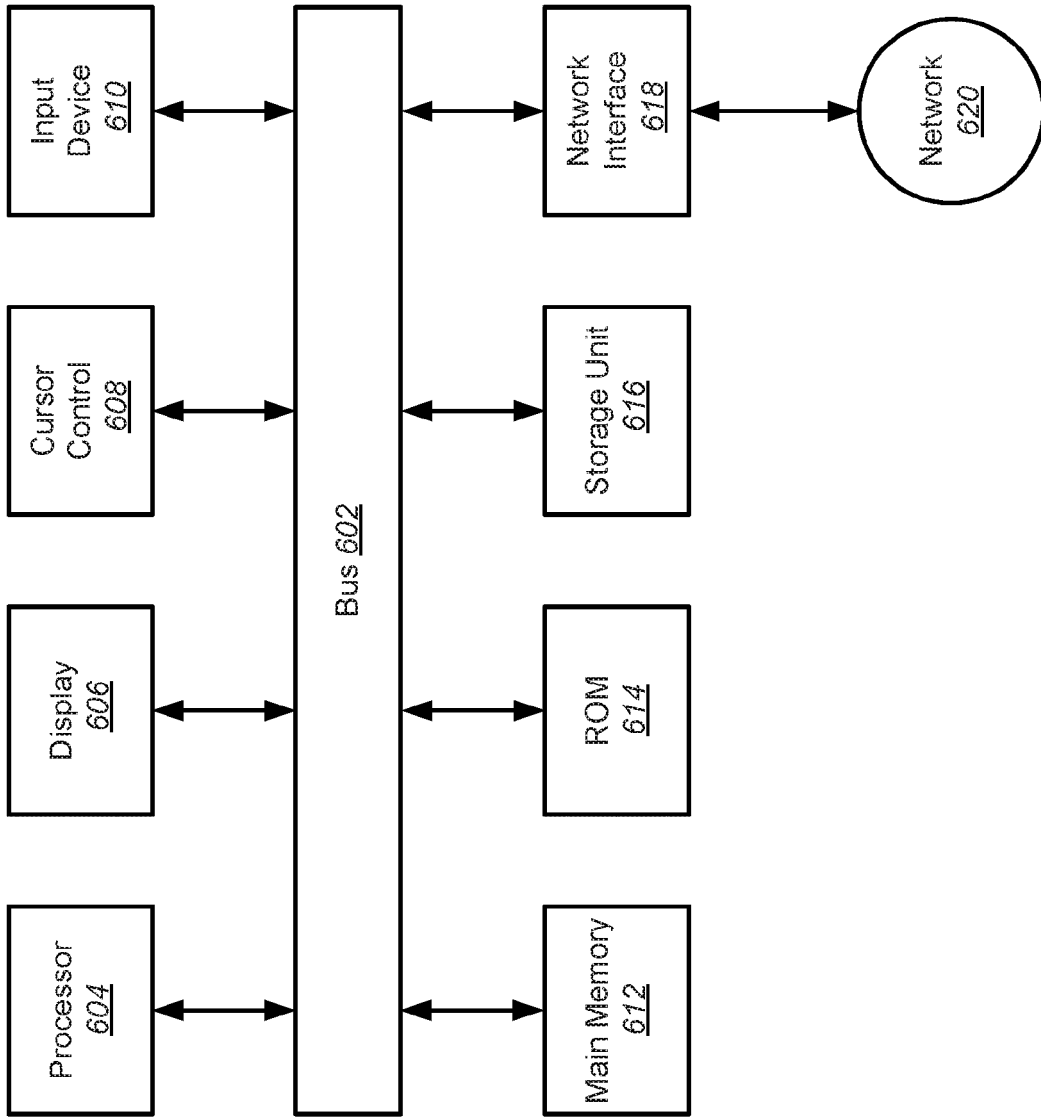 Processor
604
Display
606
Cursor
Control
608
Input
Device
610
Bus 602
Main Memory
612
ROM
614
Storage Unit
616
Network
Interface
618
Network
620